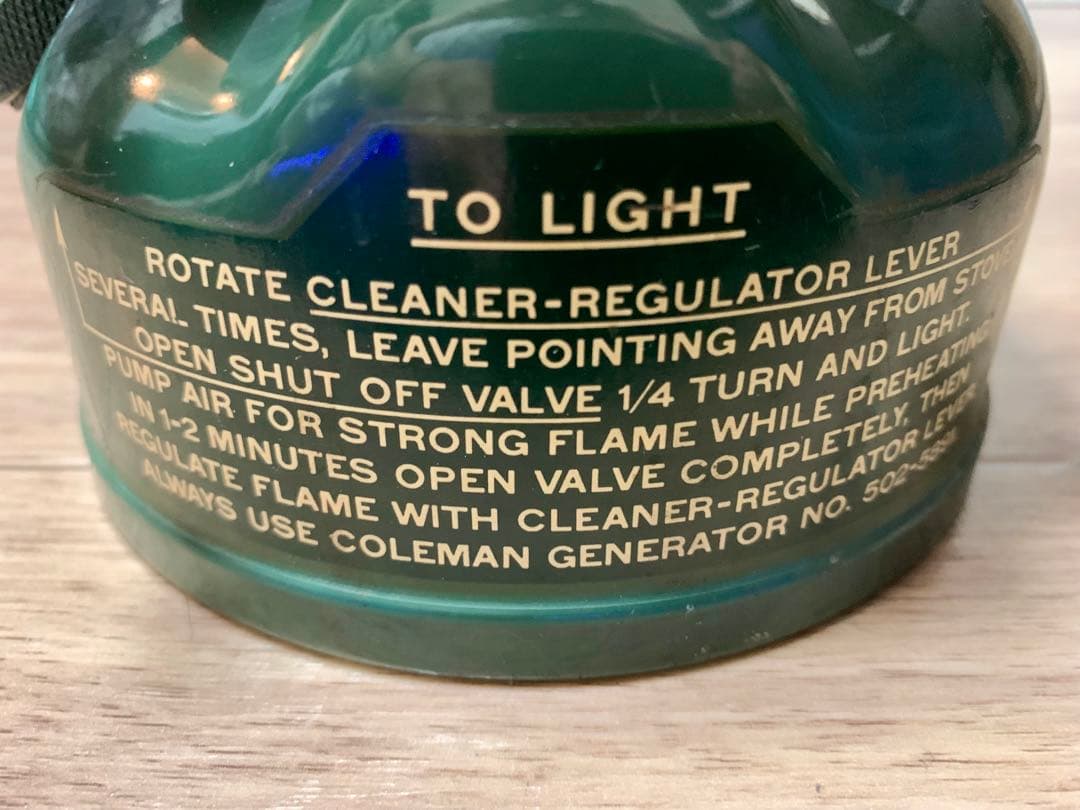 TO LIGHT
ROTATE CLEANER-REGULATOR LEVER
SEVERAL TIMES, LEAVE POINTING AWAY FROM STOVE
OPEN SHUT OFF VALVE 1/4 TURN AND LIGHT.
PUMP AIR FOR STRONG FLAME WHILE PREHEATING.
IN 1-2 MINUTES OPEN VALVE COMPLETELY, THEN
REGULATE FLAME WITH CLEANER-REGULATOR LEVER
ALWAYS USE COLEMAN GENERATOR NO.